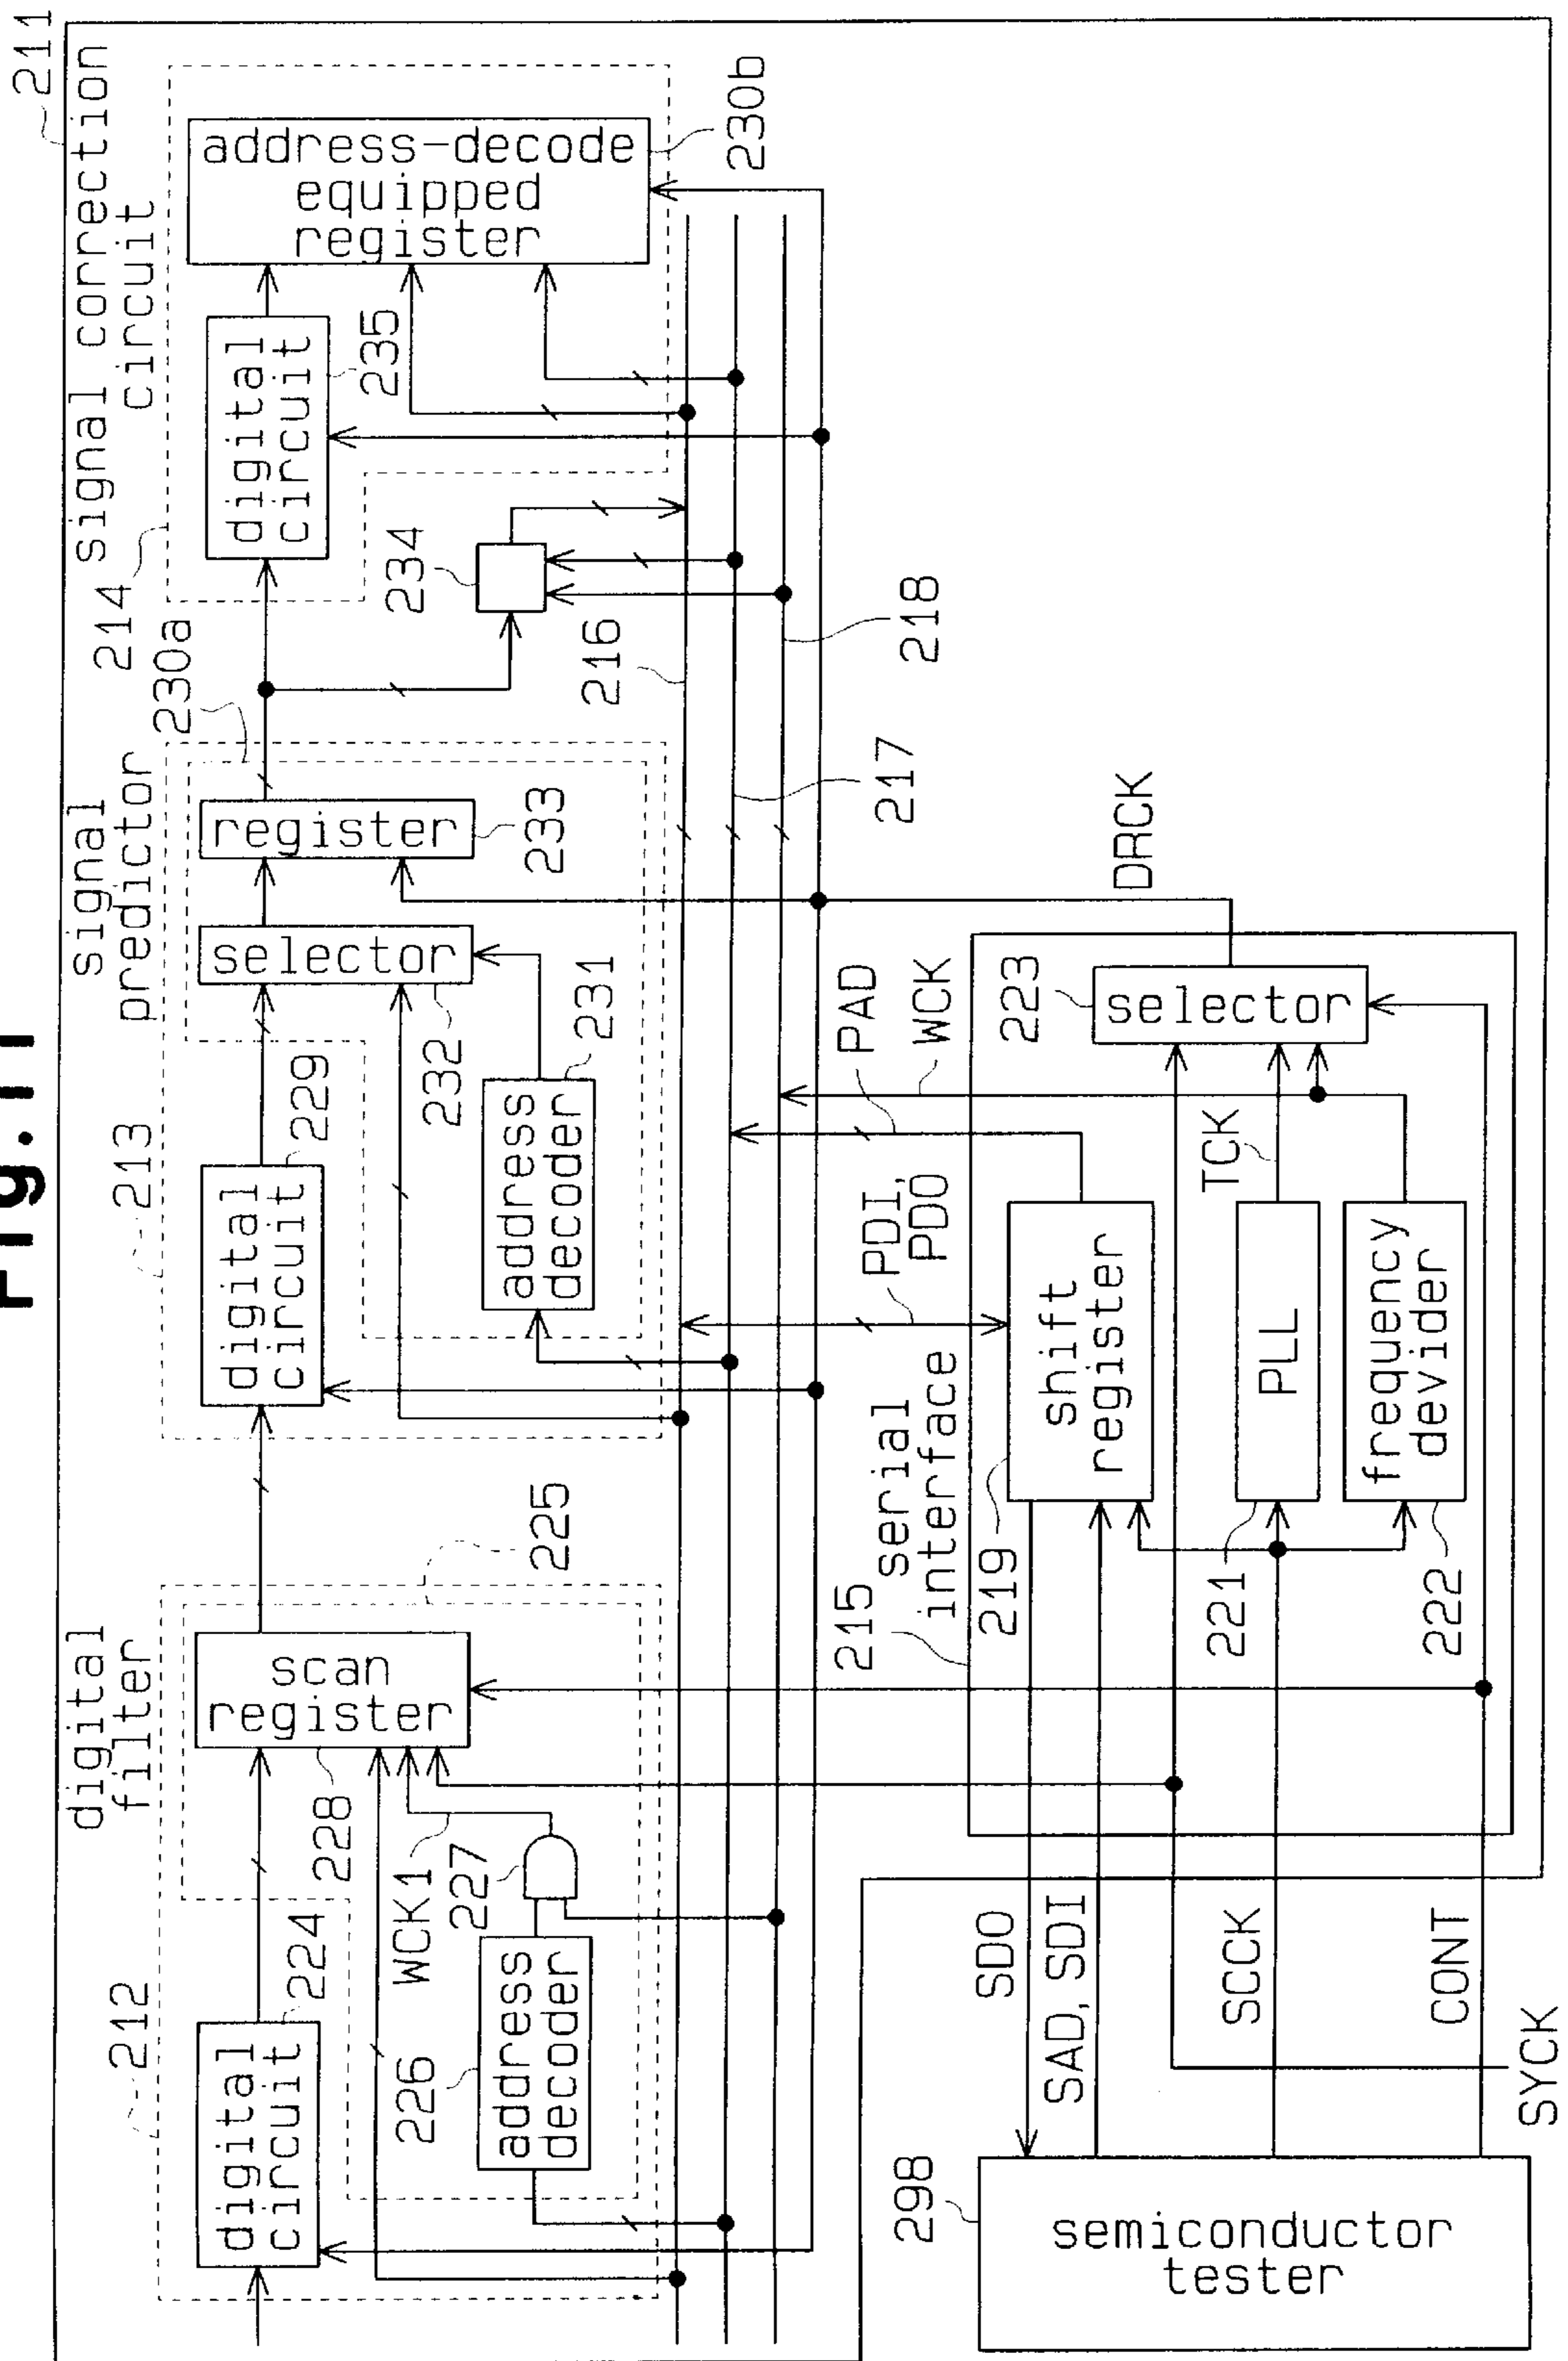 Fig.11
211
digital
filter
212
digital
circuit
224
scan
register
228
225
WCK1
227
226
address
decoder
signal
predictor
213
digital
circuit
229
selector
232
register
233
230a
address
decoder
231
signal correction
circuit
214
digital
circuit
235
address-decode
equipped
register
230b
234
216
217
218
PDI,
PDO
PAD
WCK
DRCK
215
serial
interface
219
shift
register
TCK
221
PLL
222
frequency
devider
223
selector
298
semiconductor
tester
SDO
SAD, SDI
SCCK
CONT
SYCK